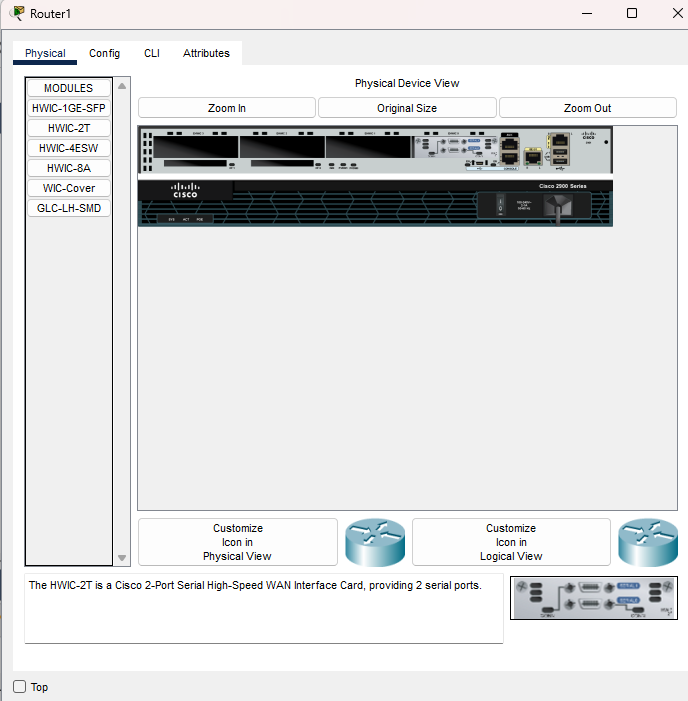 Router1
Physical
Config
CLI
Attributes
MODULES
HWIC-1GE-SFP
HWIC-2T
HWIC-4ESW
HWIC-8A
WIC-Cover
GLC-LH-SMD
Physical Device View
Zoom In
Original Size
Zoom Out
CISCO
Cisco 2900 Series
SYS ACT POE
Customize
Icon in
Physical View
Customize
Icon in
Logical View
The HWIC-2T is a Cisco 2-Port Serial High-Speed WAN Interface Card, providing 2 serial ports.
Top